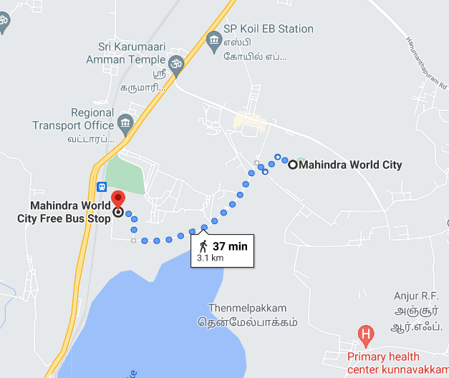 SP Koil EB Station
எஸ்பி
கோயில் எப்...
Sri Karumaari
Amman Temple
ஸ்ரீ
கருமாரி...
Hanumanthapuram Rd
Regional
Transport Office
வட்டாரப்...
Mahindra World City
Mahindra World
City Free Bus Stop
37 min
3.1 km
Thenmelpakkam
தென்மேல்பாக்கம்
Anjur R.F.
அஞ்சூர்
ஆர்.எஃப்.
H
Primary health
center kunnavakkam